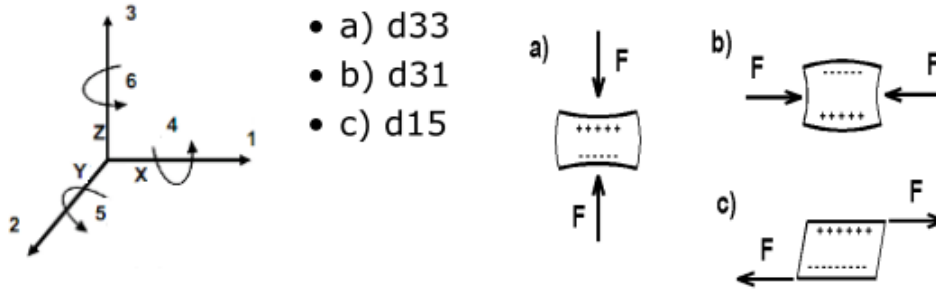 3
6
4
1
Z
Y
X
5
2
• a) d33
• b) d31
• c) d15
a)
F
+++++
-----
F
b)
F
F
-----
+++++
c)
F
++++++
---------
F